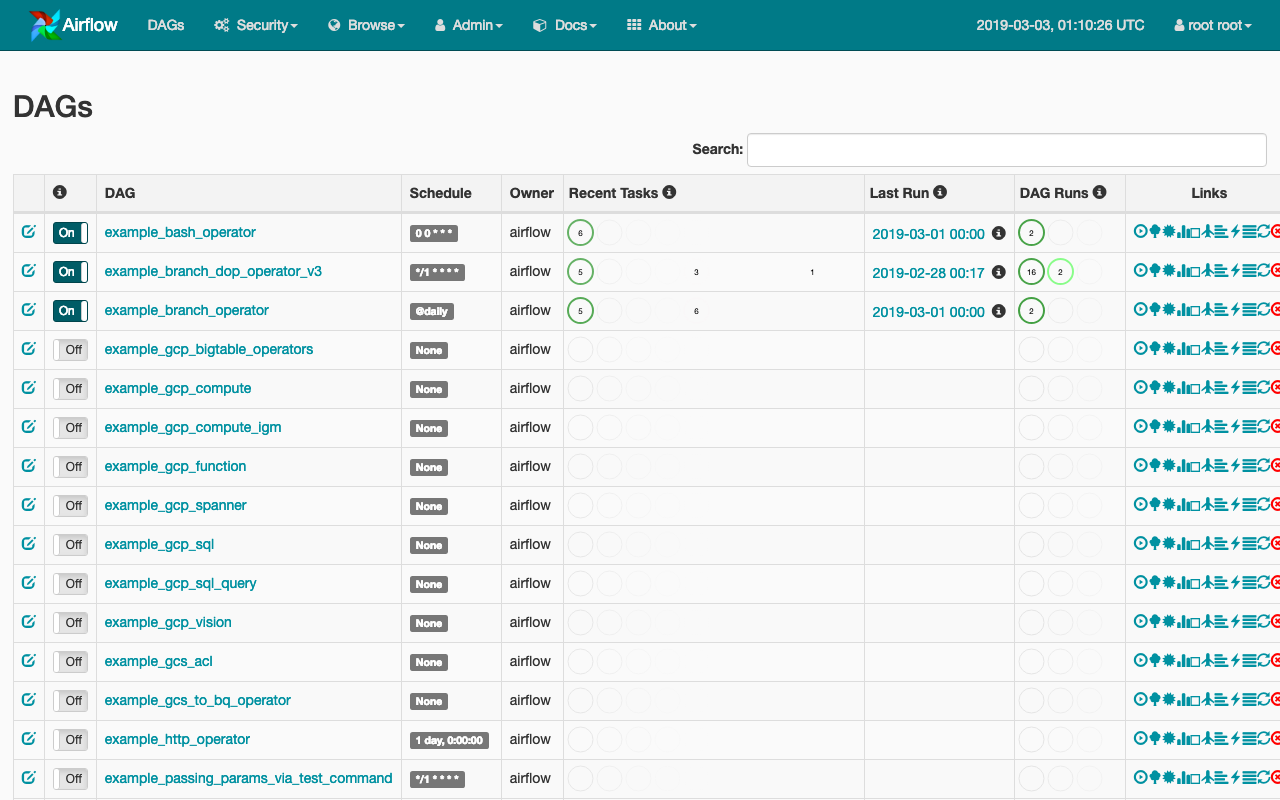 Airflow DAGs Security Browse Admin Docs About 2019-03-03, 01:10:26 UTC root root
DAGs
Search:
DAG Schedule Owner Recent Tasks Last Run DAG Runs Links
On example_bash_operator 0 0 * * * airflow 6 2019-03-01 00:00 2
On example_branch_dop_operator_v3 */1 * * * * airflow 5 3 1 2019-02-28 00:17 16 2
On example_branch_operator @daily airflow 5 6 2019-03-01 00:00 2
Off example_gcp_bigtable_operators None airflow
Off example_gcp_compute None airflow
Off example_gcp_compute_igm None airflow
Off example_gcp_function None airflow
Off example_gcp_spanner None airflow
Off example_gcp_sql None airflow
Off example_gcp_sql_query None airflow
Off example_gcp_vision None airflow
Off example_gcs_acl None airflow
Off example_gcs_to_bq_operator None airflow
Off example_http_operator 1 day, 0:00:00 airflow
Off example_passing_params_via_test_command */1 * * * * airflow